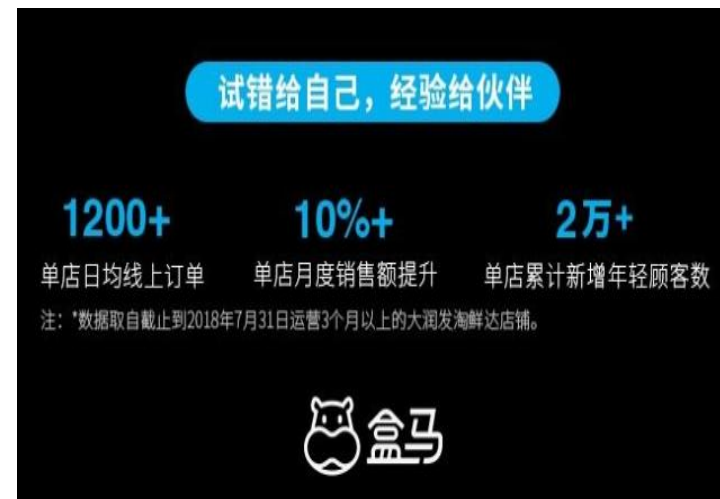 试错给自己，经验给伙伴
1200+ 10%+ 2万+
单店日均线上订单 单店月度销售额提升 单店累计新增年轻顾客数
注：*数据取自截止到2018年7月31日运营3个月以上的大润发淘鲜达店铺。
盒马